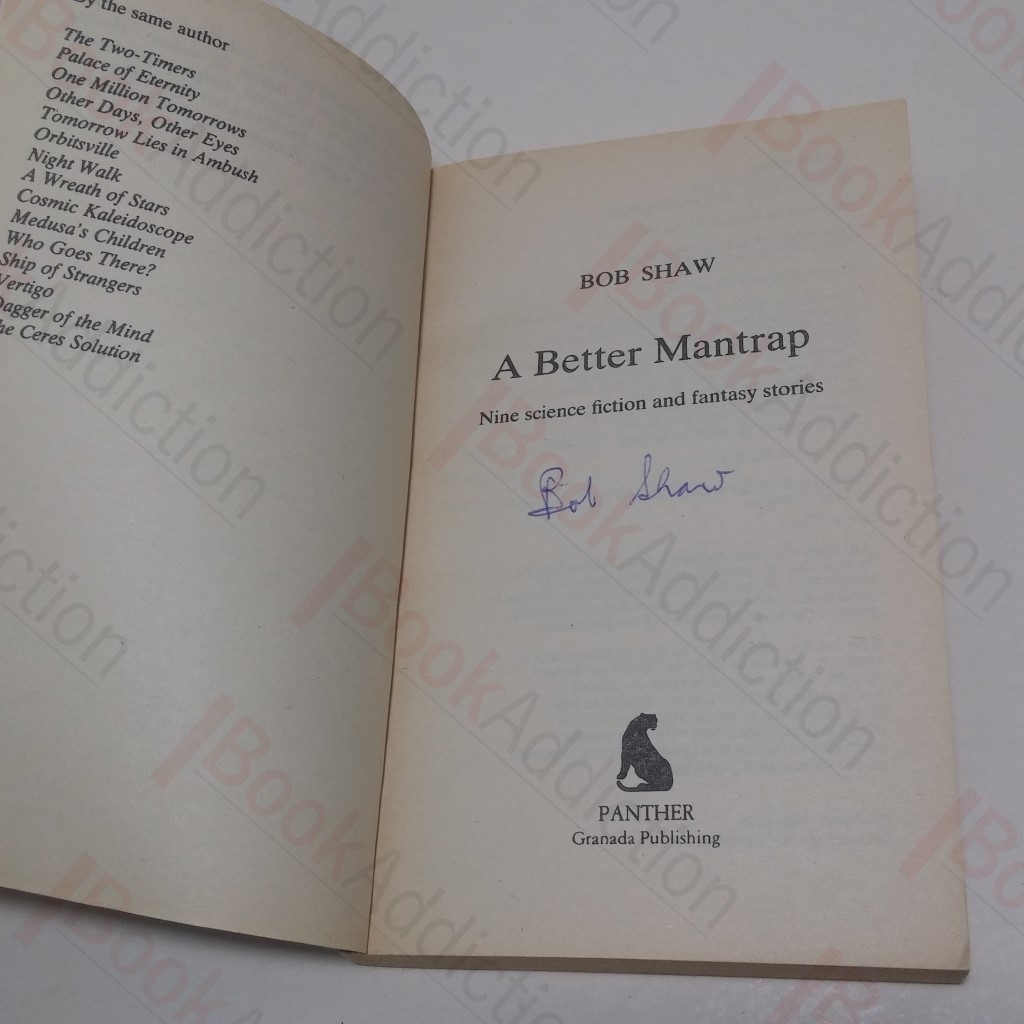 By the same author
The Two-Timers
Palace of Eternity
One Million Tomorrows
Other Days, Other Eyes
Tomorrow Lies in Ambush
Orbitsville
Night Walk
A Wreath of Stars
Cosmic Kaleidoscope
Medusa's Children
Who Goes There?
Ship of Strangers
Vertigo
Dagger of the Mind
he Ceres Solution
BOB SHAW
A Better Mantrap
Nine science fiction and fantasy stories
Bob Shaw
PANTHER
Granada Publishing
BookAddiction